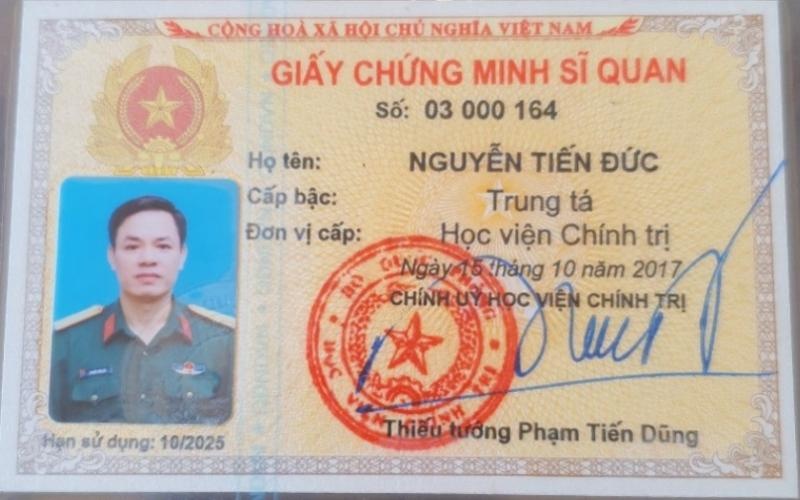 CỘNG HOÀ XÃ HỘI CHỦ NGHĨA VIỆT NAM
GIẤY CHỨNG MINH SĨ QUAN
Số: 03 000 164
Họ tên: NGUYỄN TIẾN ĐỨC
Cấp bậc: Trung tá
Đơn vị cấp: Học viện Chính trị
Ngày 15 tháng 10 năm 2017
CHÍNH UỶ HỌC VIỆN CHÍNH TRỊ
Thiếu tướng Phạm Tiến Dũng
Hạn sử dụng: 10/2025